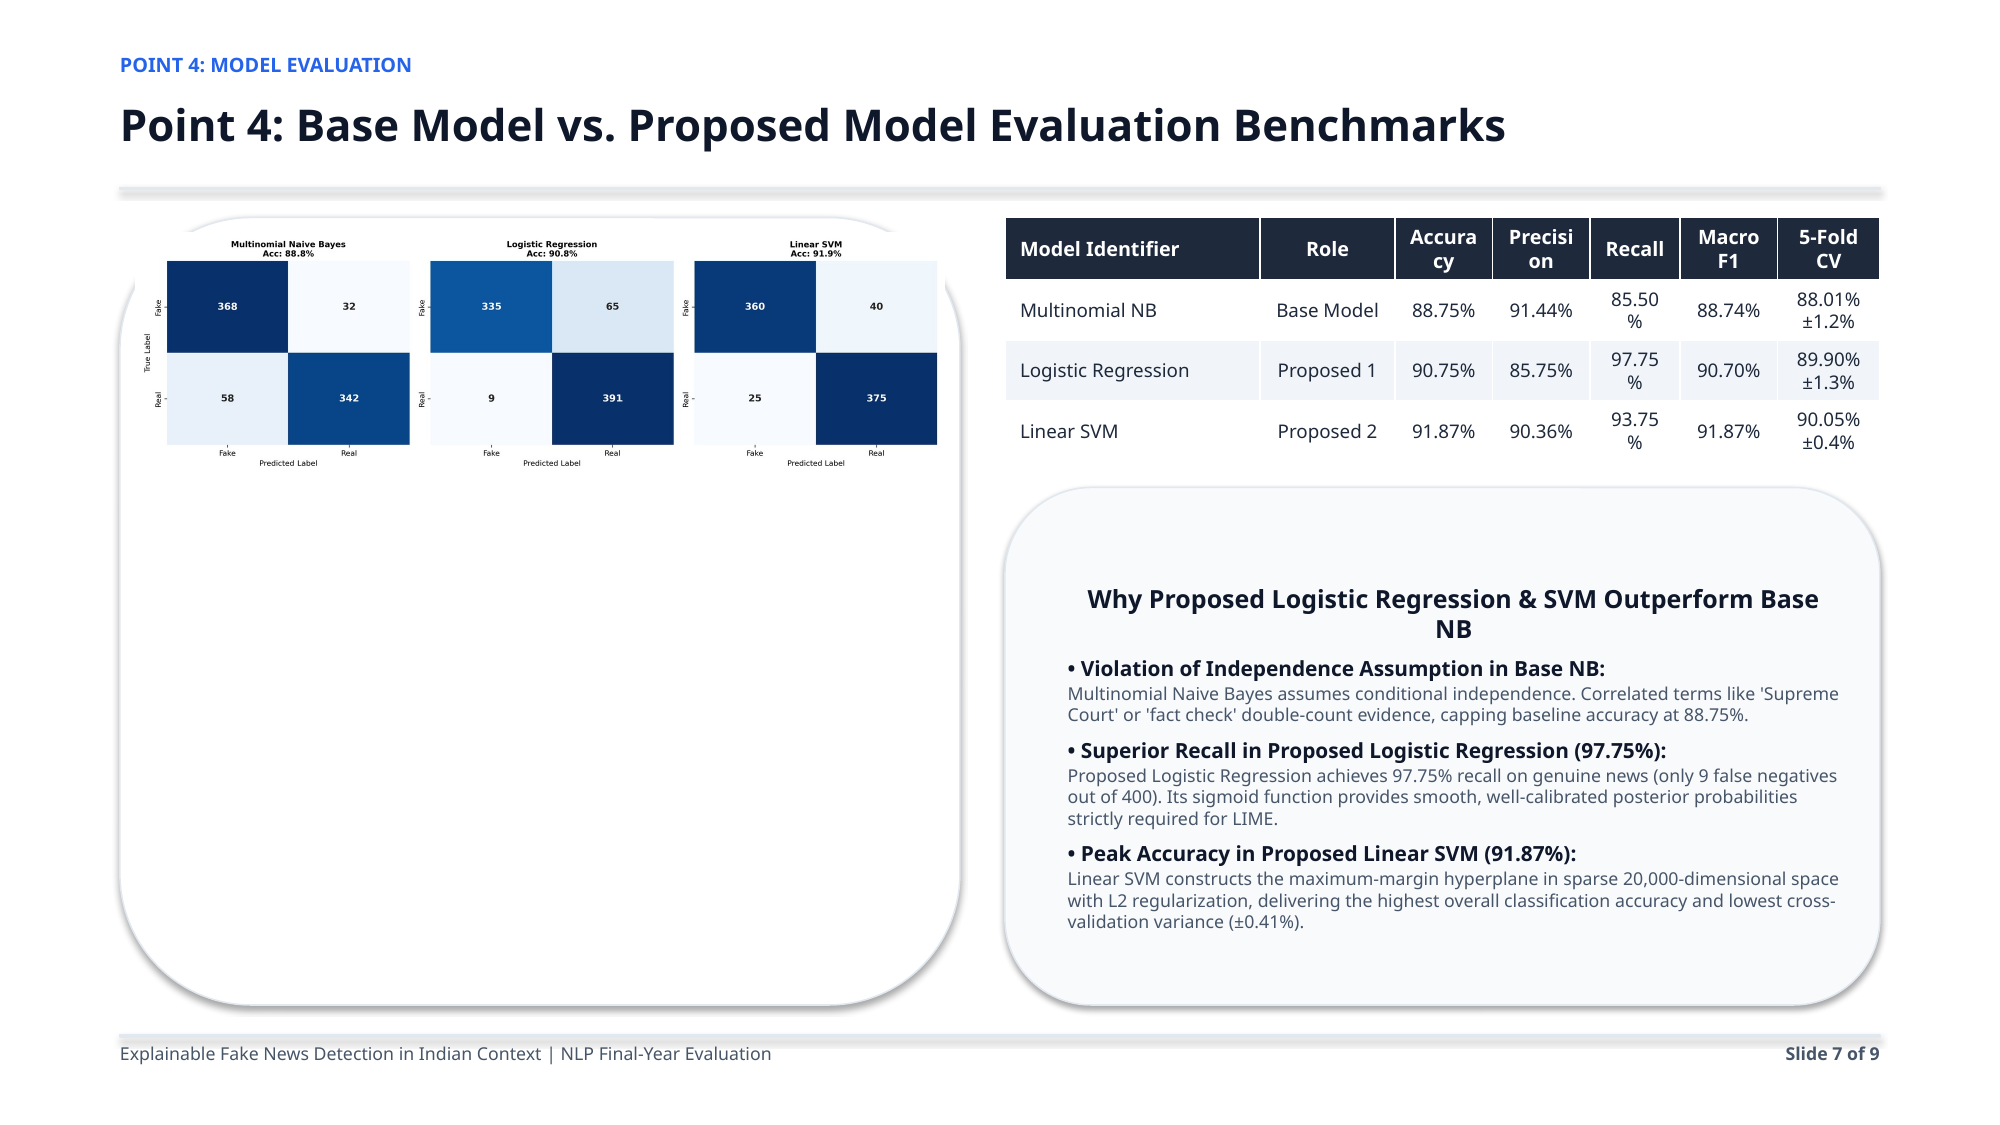 POINT 4: MODEL EVALUATION
Point 4: Base Model vs. Proposed Model Evaluation Benchmarks
Multinomial Naive Bayes
Acc: 88.8%
True Label
Fake
368
32
Real
58
342
Fake
Real
Predicted Label
Logistic Regression
Acc: 90.8%
Fake
335
65
Real
9
391
Fake
Real
Predicted Label
Linear SVM
Acc: 91.9%
Fake
360
40
Real
25
375
Fake
Real
Predicted Label
Model Identifier
Role
Accura
cy
Precisi
on
Recall
Macro
F1
5-Fold
CV
Multinomial NB
Base Model
88.75%
91.44%
85.50
%
88.74%
88.01%
±1.2%
Logistic Regression
Proposed 1
90.75%
85.75%
97.75
%
90.70%
89.90%
±1.3%
Linear SVM
Proposed 2
91.87%
90.36%
93.75
%
91.87%
90.05%
±0.4%
Why Proposed Logistic Regression & SVM Outperform Base
NB
• Violation of Independence Assumption in Base NB:
Multinomial Naive Bayes assumes conditional independence. Correlated terms like 'Supreme
Court' or 'fact check' double-count evidence, capping baseline accuracy at 88.75%.
• Superior Recall in Proposed Logistic Regression (97.75%):
Proposed Logistic Regression achieves 97.75% recall on genuine news (only 9 false negatives
out of 400). Its sigmoid function provides smooth, well-calibrated posterior probabilities
strictly required for LIME.
• Peak Accuracy in Proposed Linear SVM (91.87%):
Linear SVM constructs the maximum-margin hyperplane in sparse 20,000-dimensional space
with L2 regularization, delivering the highest overall classification accuracy and lowest cross-
validation variance (±0.41%).
Explainable Fake News Detection in Indian Context | NLP Final-Year Evaluation
Slide 7 of 9